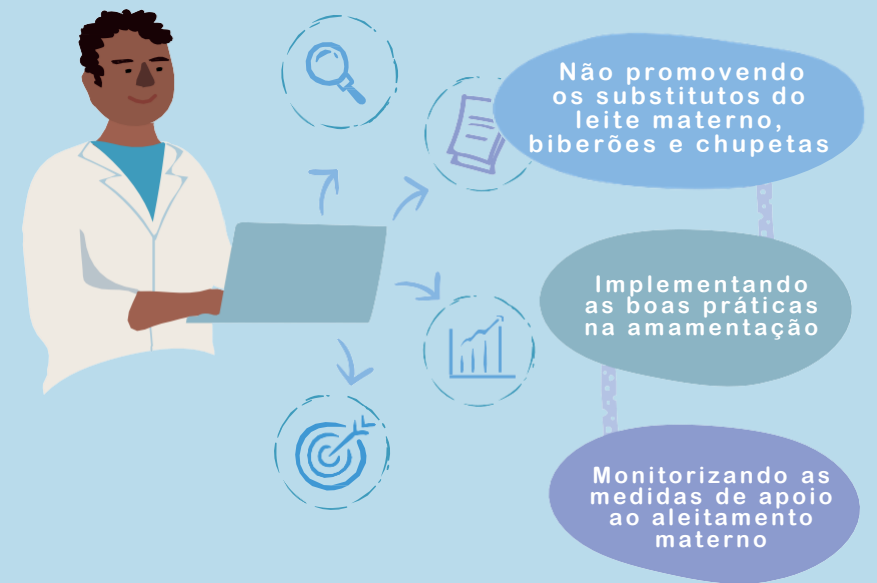 Não promovendo
os substitutos do
leite materno,
biberões e chupetas
Implementando
as boas práticas
na amamentação
Monitorizando as
medidas de apoio
ao aleitamento
materno